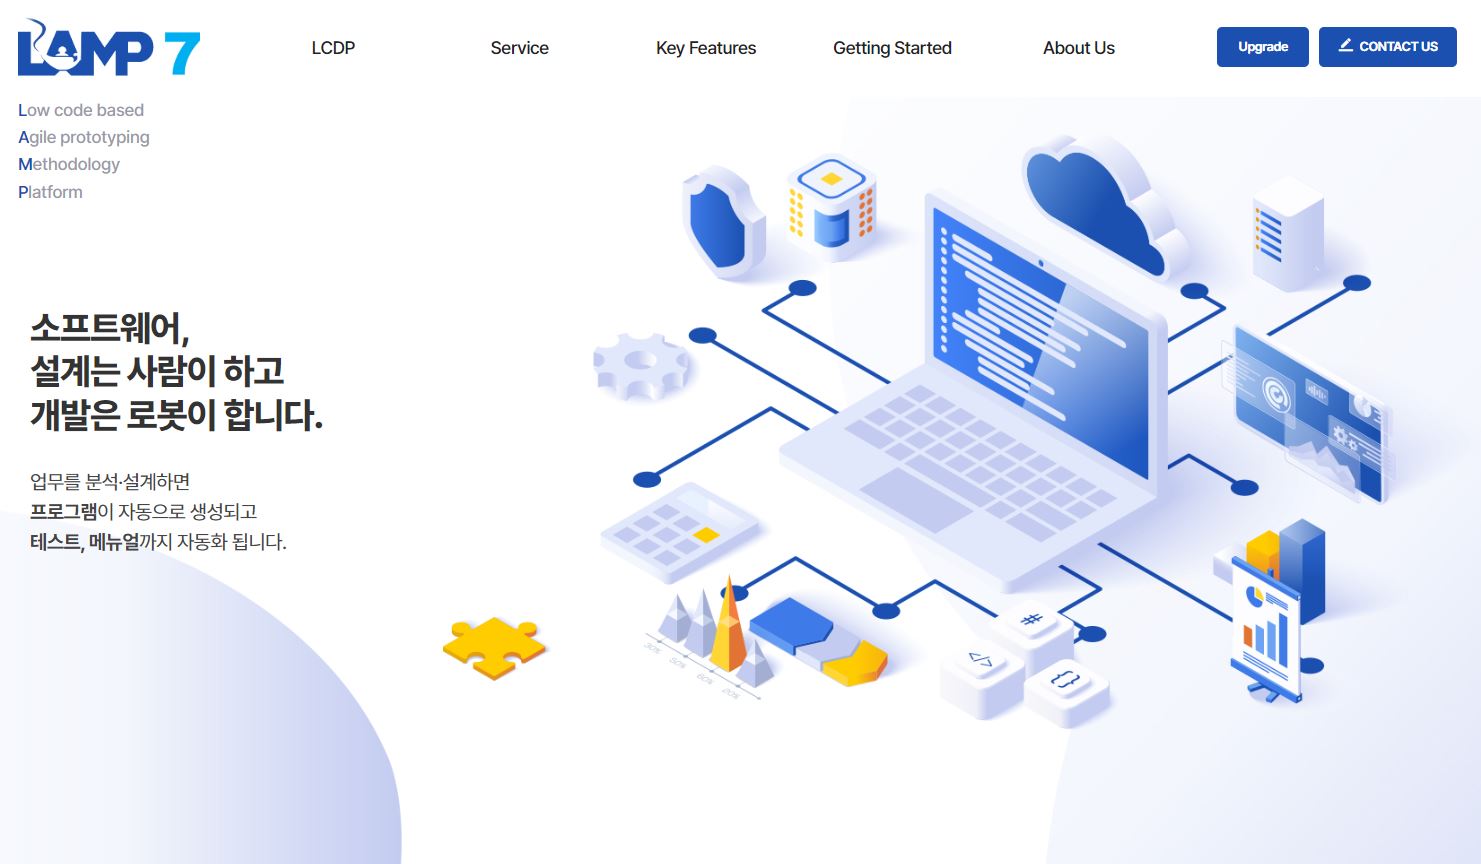 LAMP 7
LCDP
Service
Key Features
Getting Started
About Us
Upgrade
CONTACT US
Low code based
Agile prototyping
Methodology
Platform
소프트웨어,
설계는 사람이 하고
개발은 로봇이 합니다.
업무를 분석·설계하면
프로그램이 자동으로 생성되고
테스트, 메뉴얼까지 자동화 됩니다.
30%
50%
60%
20%
#
</>
{}